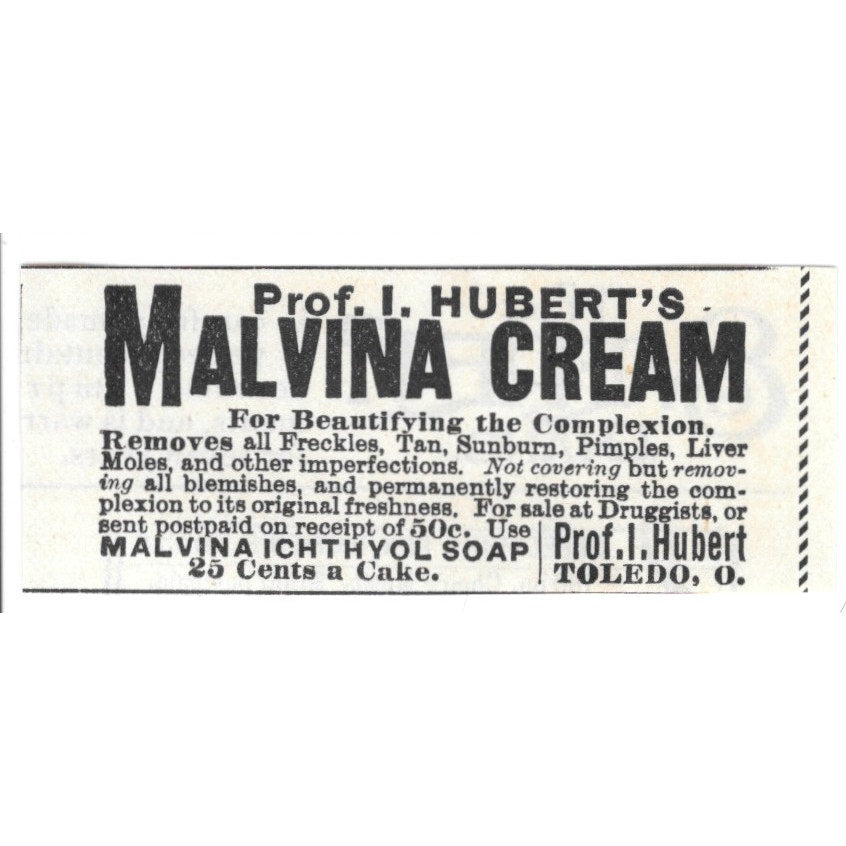 Prof. I. HUBERT'S
MALVINA CREAM
For Beautifying the Complexion.
Removes all Freckles, Tan, Sunburn, Pimples, Liver
Moles, and other imperfections. Not covering but remov-
ing all blemishes, and permanently restoring the com-
plexion to its original freshness. For sale at Druggists, or
sent postpaid on receipt of 50c. Use
MALVINA ICHTHYOL SOAP
25 Cents a Cake.
Prof. I. Hubert
TOLEDO, O.